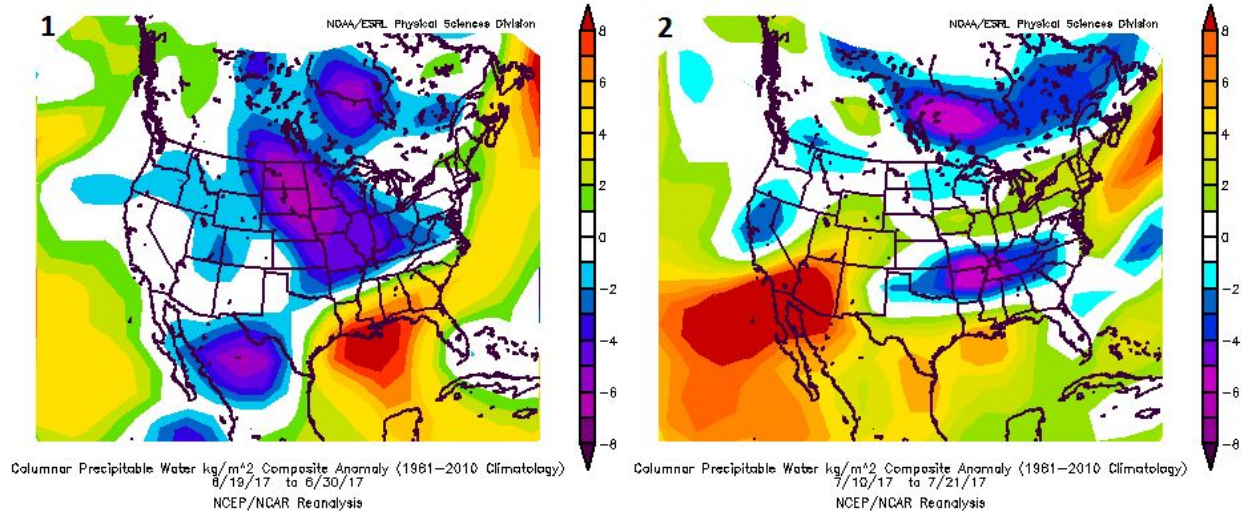 1
NOAA/ESRL Physical Sciences Division
8
6
4
2
0
−2
−4
−6
−8
Columnar Precipitable Water kg/m^2 Composite Anomaly (1981−2010 Climatology)
6/19/17 to 6/30/17
NCEP/NCAR Reanalysis
2
NOAA/ESRL Physical Sciences Division
8
6
4
2
0
−2
−4
−6
−8
Columnar Precipitable Water kg/m^2 Composite Anomaly (1981−2010 Climatology)
7/10/17 to 7/21/17
NCEP/NCAR Reanalysis